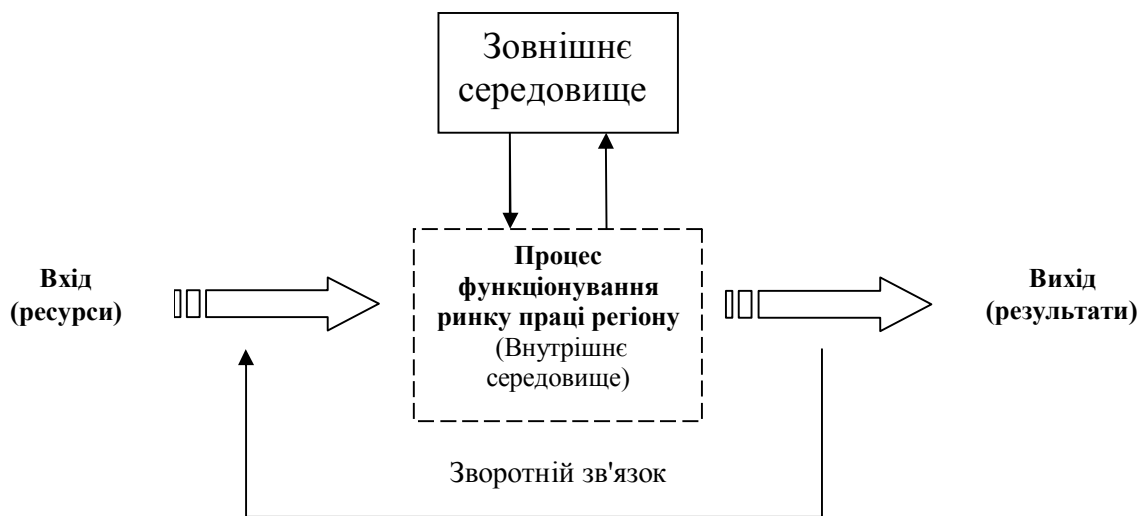 Зовнішнє
середовище
Вхід
(ресурси)
Процес
функціонування
ринку праці регіону
(Внутрішнє
середовище)
Вихід
(результати)
Зворотній зв'язок